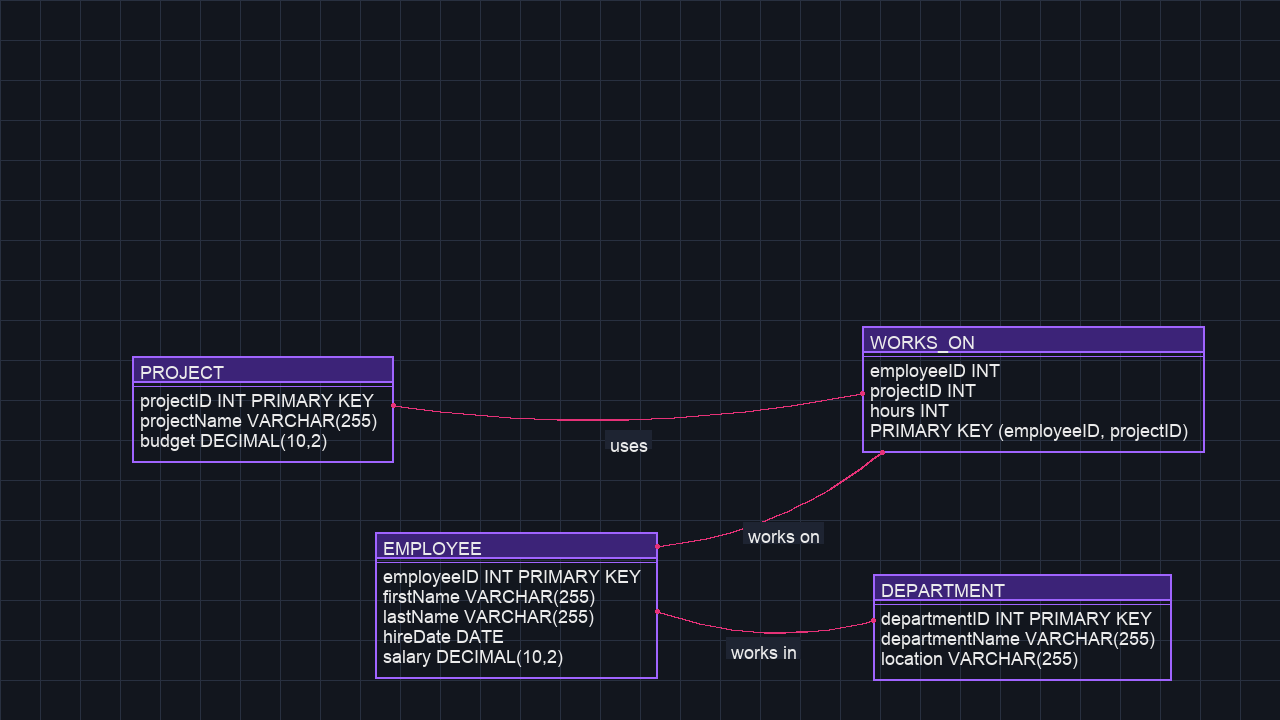 WORKS_ON
employeeID INT
projectID INT
hours INT
PRIMARY KEY (employeeID, projectID)
PROJECT
projectID INT PRIMARY KEY
projectName VARCHAR(255)
budget DECIMAL(10,2)
uses
works on
EMPLOYEE
employeeID INT PRIMARY KEY
firstName VARCHAR(255)
lastName VARCHAR(255)
hireDate DATE
salary DECIMAL(10,2)
works in
DEPARTMENT
departmentID INT PRIMARY KEY
departmentName VARCHAR(255)
location VARCHAR(255)